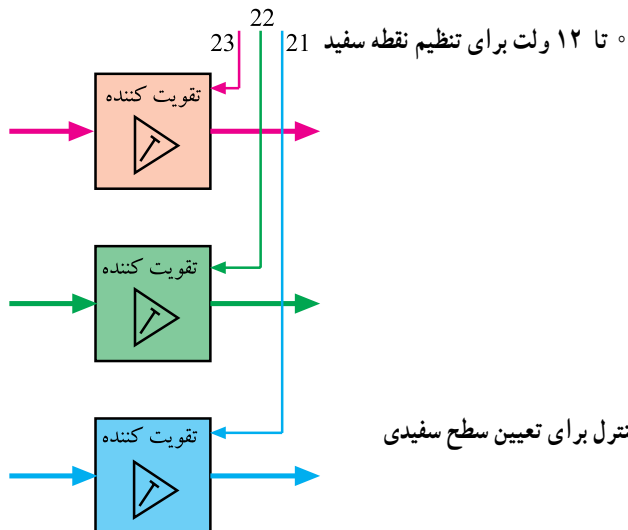 22
23
21
° تا ۱۲ ولت برای تنظیم نقطه سفید
تقویت کننده
تقویت کننده
نترل برای تعیین سطح سفیدی
تقویت کننده